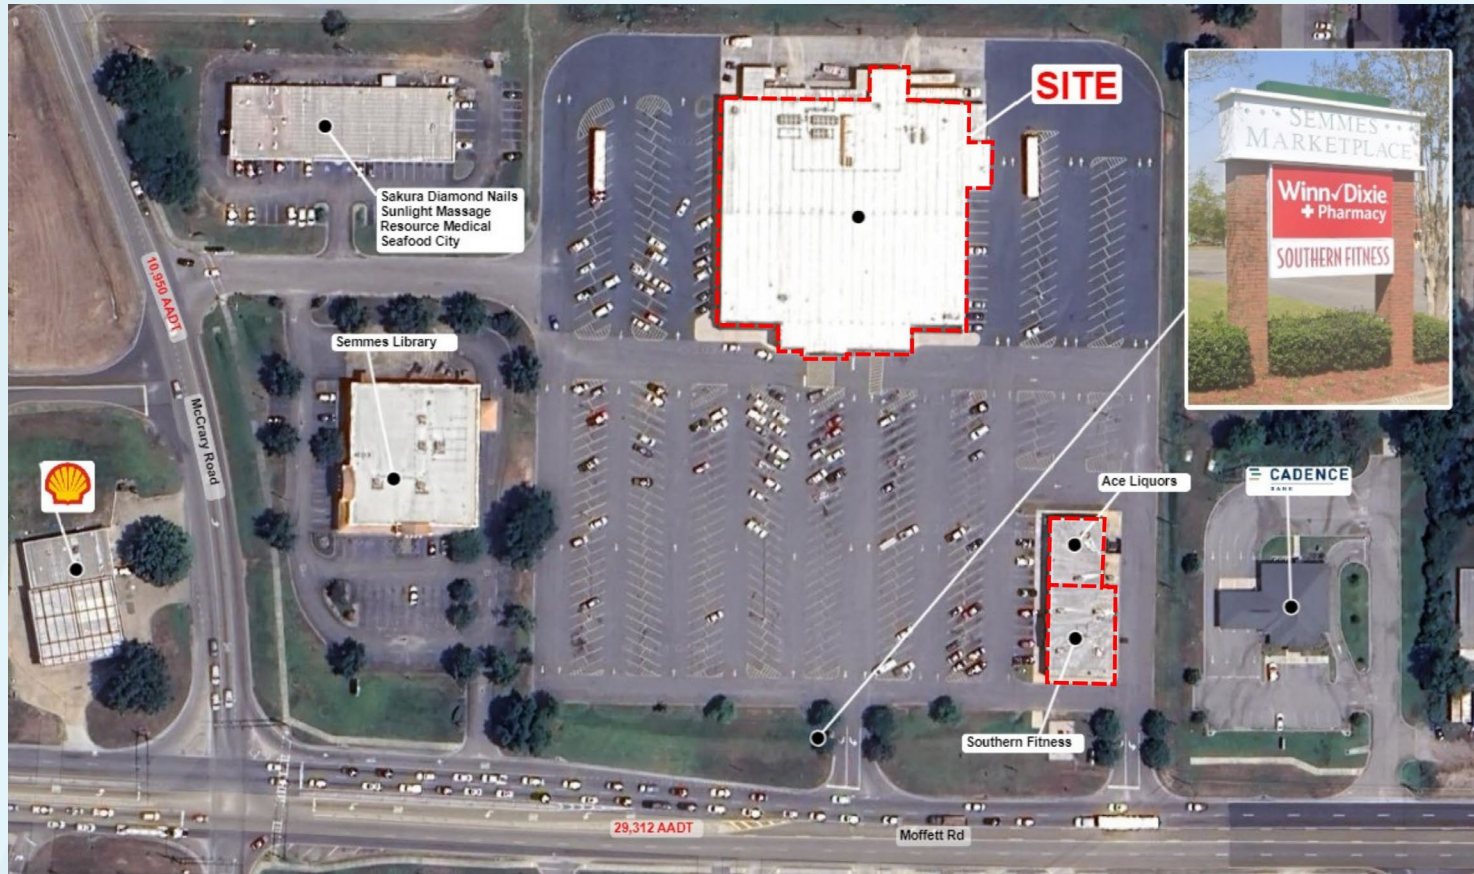 SITE
SEMMES
MARKETPLACE
Winn✓Dixie
+ Pharmacy
SOUTHERN FITNESS
Sakura Diamond Nails
Sunlight Massage
Resource Medical
Seafood City
10,950 AADT
Semmes Library
McCrary Road
CADENCE
BANK
Ace Liquors
Southern Fitness
29,312 AADT
Moffett Rd